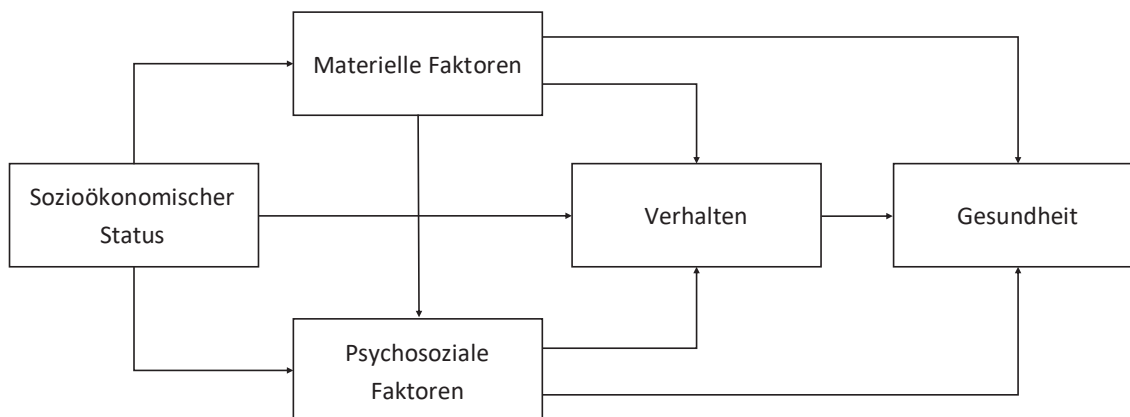 Materielle Faktoren
Sozioökonomischer
Status
Verhalten
Gesundheit
Psychosoziale
Faktoren